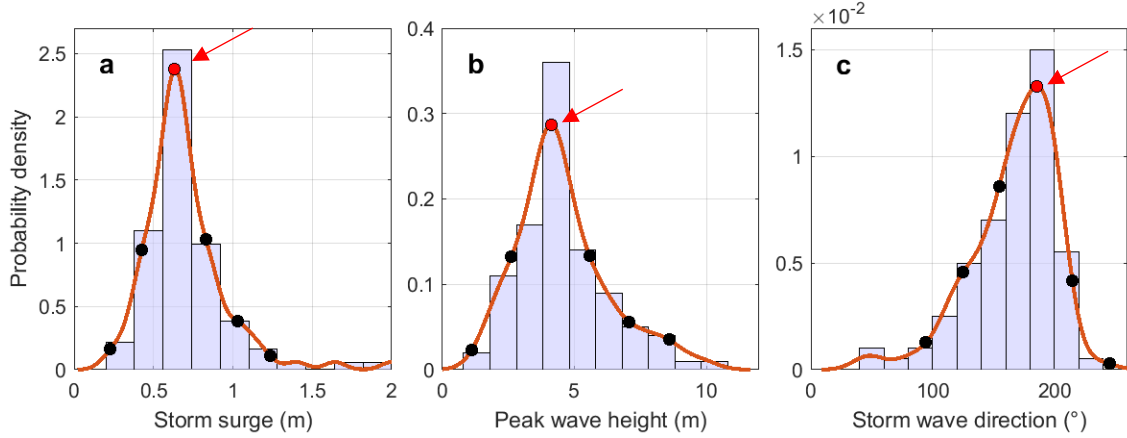 ×10⁻²
a
b
c
2.5
2
1.5
1
0.5
0
0.4
0.3
0.2
0.1
0
1.5
1
0.5
0
0 0.5 1 1.5 2
0 5 10
100 200
Probability density
Storm surge (m)
Peak wave height (m)
Storm wave direction (°)